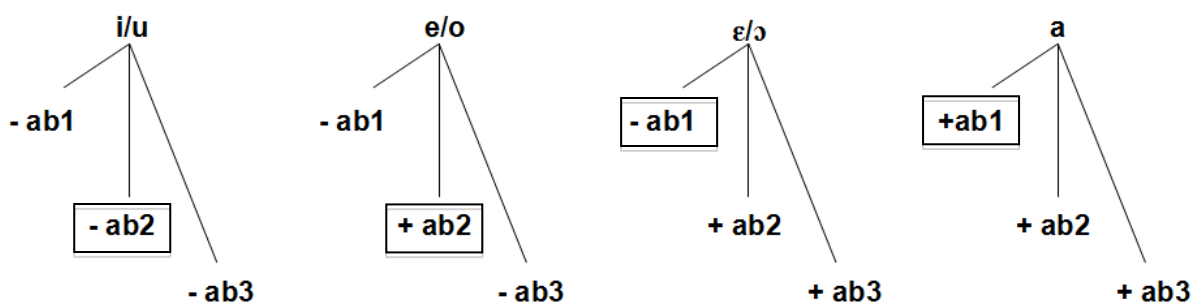 i/u e/o ɛ/ɔ a
- ab1 - ab1 - ab1 +ab1
- ab2 + ab2 + ab2 + ab2
- ab3 - ab3 + ab3 + ab3